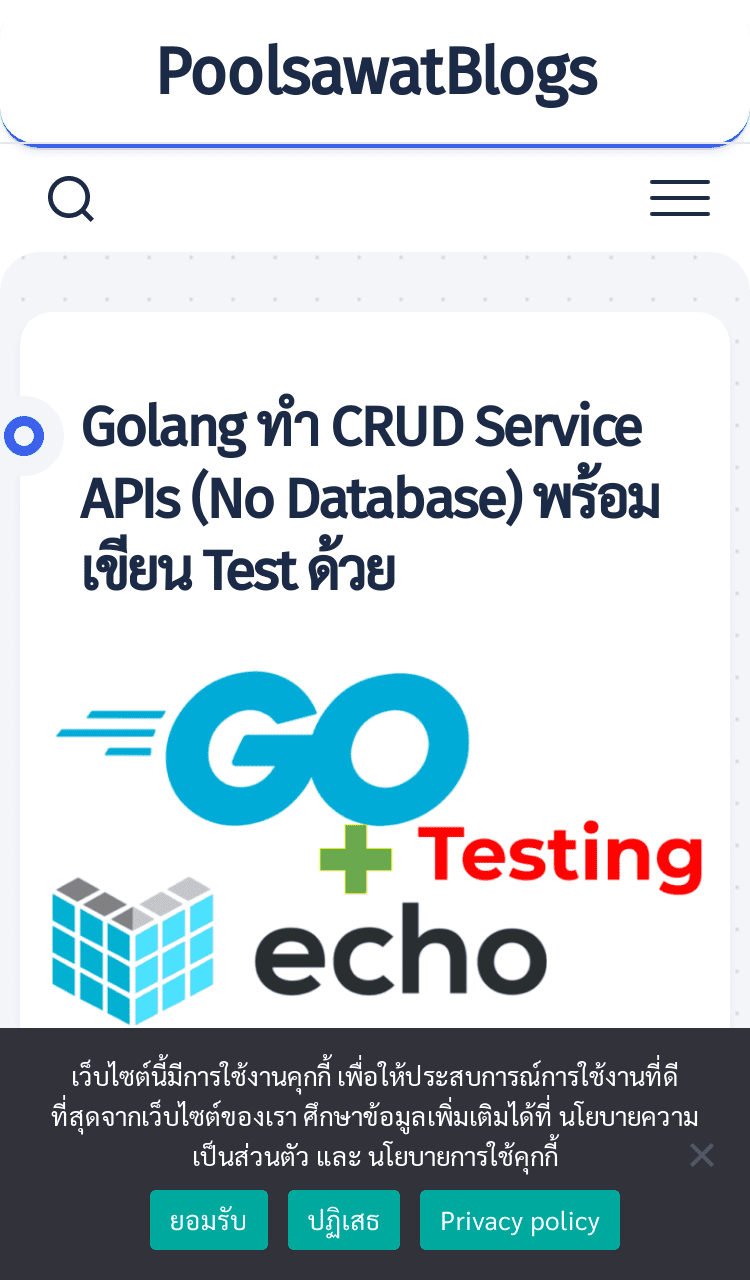 PoolsawatBlogs
Golang ทำ CRUD Service
APIs (No Database) พร้อม
เขียน Test ด้วย
GO
Testing
echo
เว็บไซต์นี้มีการใช้งานคุกกี้ เพื่อให้ประสบการณ์การใช้งานที่ดี
ที่สุดจากเว็บไซต์ของเรา ศึกษาข้อมูลเพิ่มเติมได้ที่ นโยบายความ
เป็นส่วนตัว และ นโยบายการใช้คุกกี้
ยอมรับ ปฏิเสธ Privacy policy